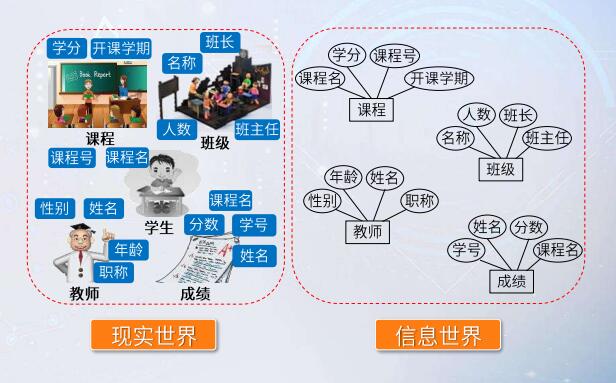 学分
开课学期
班长
名称
Book Report
课程
人数
班主任
班级
课程号
课程名
学生
性别
姓名
年龄
职称
教师
课程名
分数
学号
姓名
A+
成绩
现实世界
学分
课程号
课程名
开课学期
课程
人数
班长
名称
班主任
班级
年龄
姓名
性别
职称
教师
姓名
分数
学号
课程名
成绩
信息世界